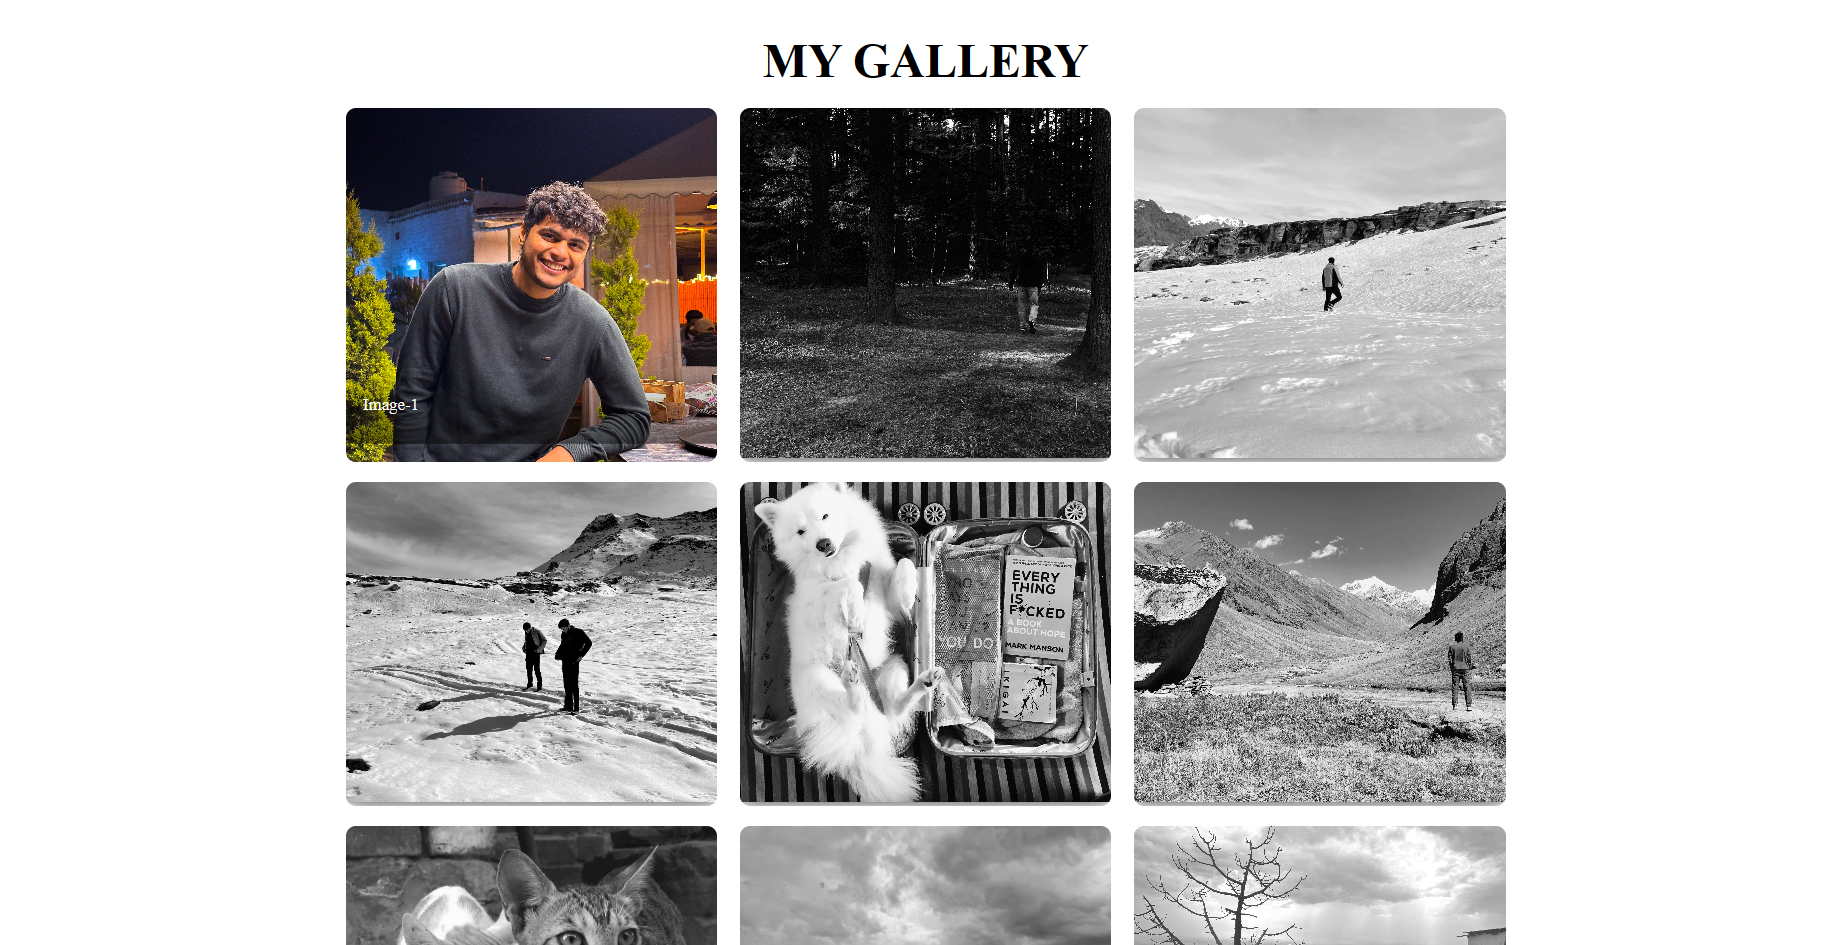 MY GALLERY
Image-1
EVERY
THING
IS
F*CKED
A BOOK
ABOUT HOPE
MARK MANSON
YOU DO
IKIGAI